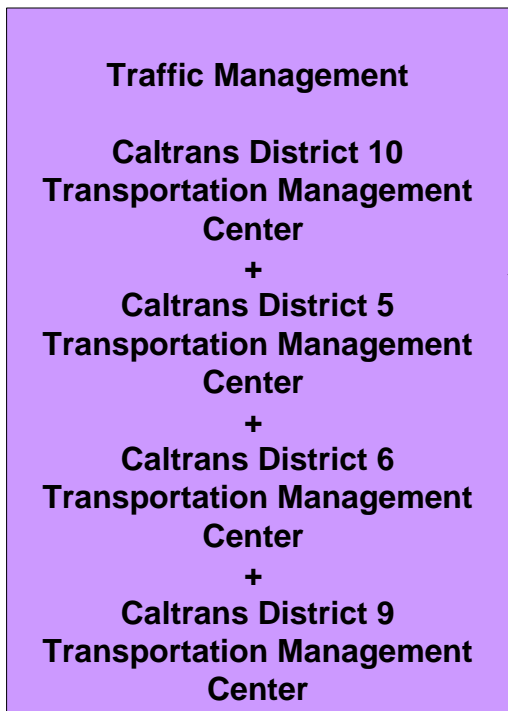 Traffic Management
Caltrans District 10
Transportation Management
Center
+
Caltrans District 5
Transportation Management
Center
+
Caltrans District 6
Transportation Management
Center
+
Caltrans District 9
Transportation Management
Center